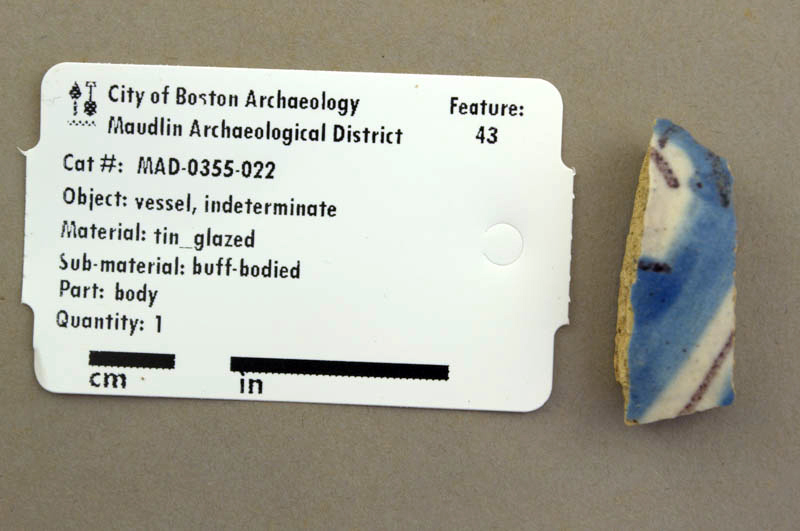 City of Boston Archaeology
Maudlin Archaeological District
Feature:
43
Cat #: MAD-0355-022
Object: vessel, indeterminate
Material: tin_glazed
Sub-material: buff-bodied
Part: body
Quantity: 1
cm
in